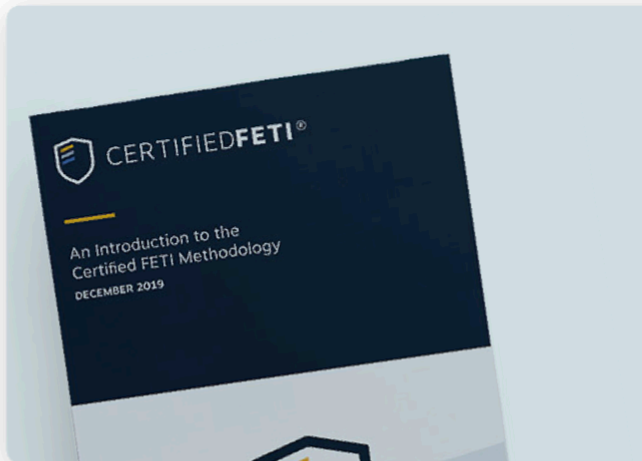 CERTIFIEDFETI®
An Introduction to the
Certified FETI Methodology
DECEMBER 2019